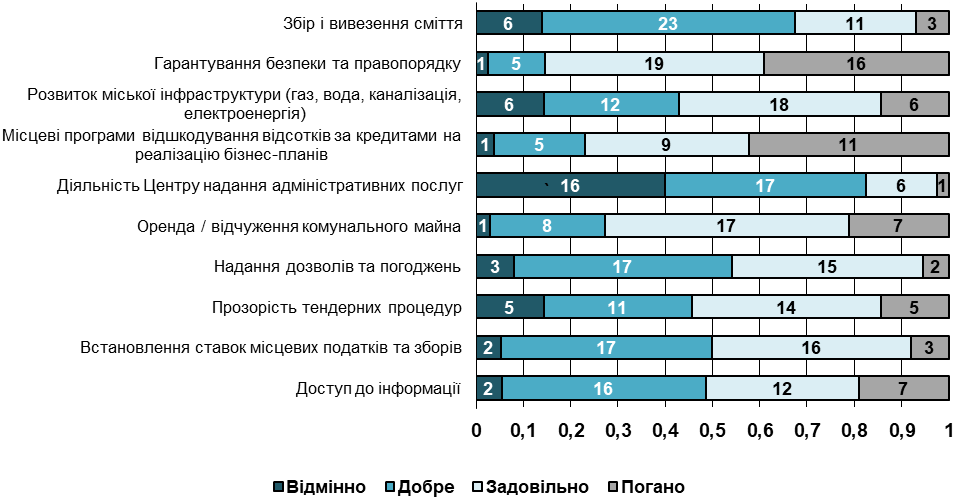 Збір і вивезення сміття
6 23 11 3
Гарантування безпеки та правопорядку
1 5 19 16
Розвиток міської інфраструктури (газ, вода, каналізація,
електроенергія)
6 12 18 6
Місцеві програми відшкодування відсотків за кредитами на
реалізацію бізнес-планів
1 5 9 11
Діяльність Центру надання адміністративних послуг
16 17 6 1
Оренда / відчуження комунального майна
1 8 17 7
Надання дозволів та погоджень
3 17 15 2
Прозорість тендерних процедур
5 11 14 5
Встановлення ставок місцевих податків та зборів
2 17 16 3
Доступ до інформації
2 16 12 7
0 0,1 0,2 0,3 0,4 0,5 0,6 0,7 0,8 0,9 1
Відмінно Добре Задовільно Погано